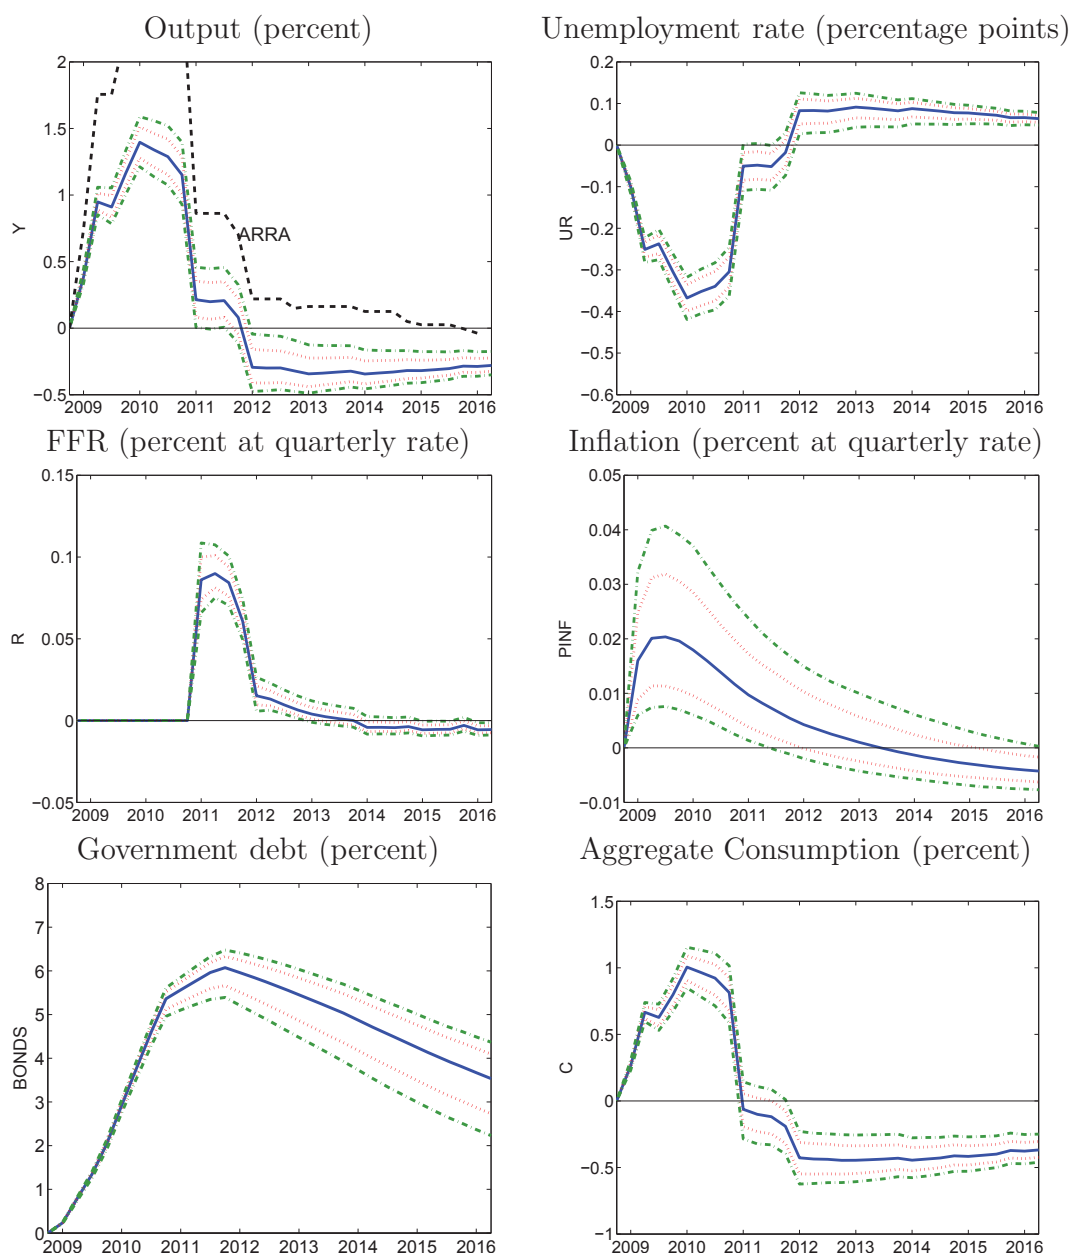 Output (percent)
2
1.5
1
0.5
0
−0.5
Y
ARRA
2009 2010 2011 2012 2013 2014 2015 2016
Unemployment rate (percentage points)
0.2
0.1
0
−0.1
−0.2
−0.3
−0.4
−0.5
−0.6
UR
2009 2010 2011 2012 2013 2014 2015 2016
FFR (percent at quarterly rate)
0.15
0.1
0.05
0
−0.05
R
2009 2010 2011 2012 2013 2014 2015 2016
Inflation (percent at quarterly rate)
0.05
0.04
0.03
0.02
0.01
0
−0.01
PINF
2009 2010 2011 2012 2013 2014 2015 2016
Government debt (percent)
8
7
6
5
4
3
2
1
0
BONDS
2009 2010 2011 2012 2013 2014 2015 2016
Aggregate Consumption (percent)
1.5
1
0.5
0
−0.5
−1
C
2009 2010 2011 2012 2013 2014 2015 2016